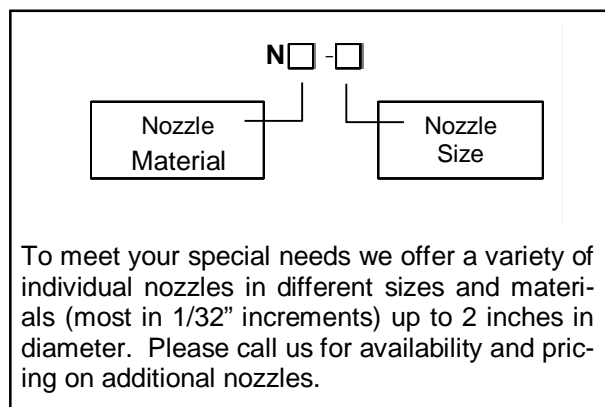 N□ -□
Nozzle Nozzle
Material Size
To meet your special needs we offer a variety of
individual nozzles in different sizes and materi-
als (most in 1/32” increments) up to 2 inches in
diameter.  Please call us for availability and pric-
ing on additional nozzles.